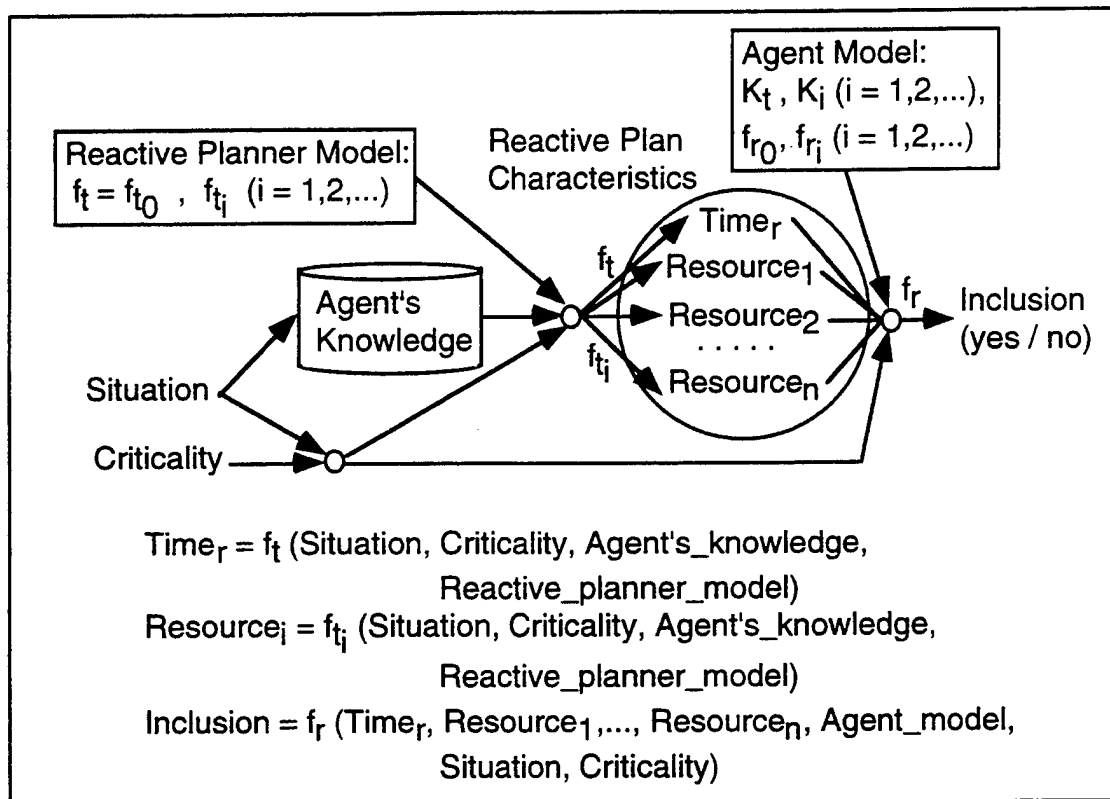 Agent Model:
Kt , Ki (i = 1,2,...),
fr0, fri (i = 1,2,...)
Reactive Planner Model:
ft = ft0 , fti (i = 1,2,...)
Reactive Plan
Characteristics
Timer
ft
Resource1
fr
Agent's
Knowledge
Resource2
. . . . .
Inclusion
(yes / no)
fti
Resourcen
Situation
Criticality
Timer = ft (Situation, Criticality, Agent's_knowledge,
Reactive_planner_model)
Resourcei = fti (Situation, Criticality, Agent's_knowledge,
Reactive_planner_model)
Inclusion = fr (Timer, Resource1,..., Resourcen, Agent_model,
Situation, Criticality)